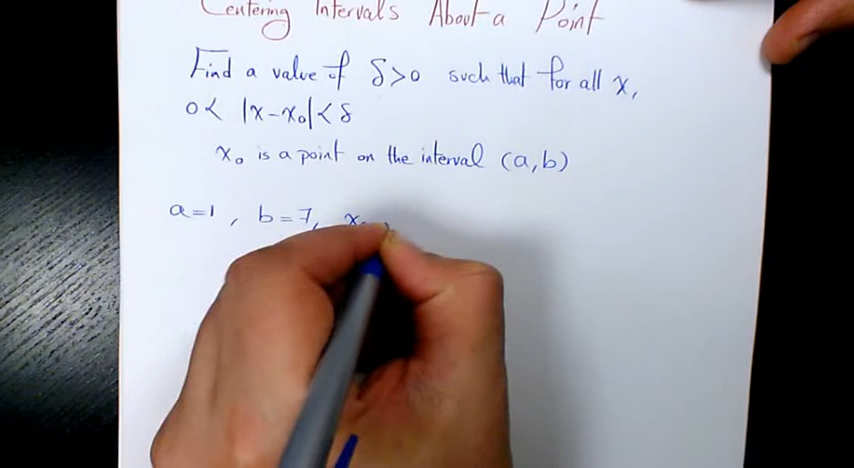 Centering Intervals About a Point
Find a value of δ>0 such that for all x,
0< |x-x₀|<δ
x₀ is a point on the interval (a,b)
a=1 , b=7,